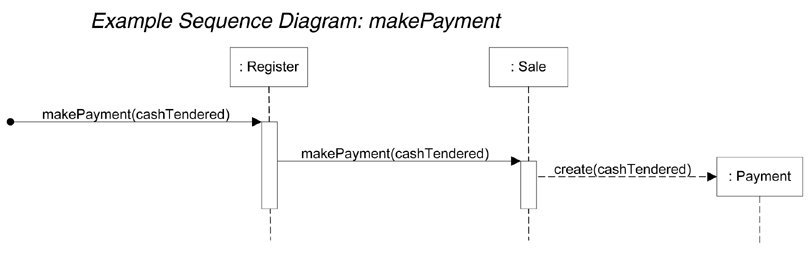 Example Sequence Diagram: makePayment
: Register
: Sale
makePayment(cashTendered)
makePayment(cashTendered)
create(cashTendered)
: Payment